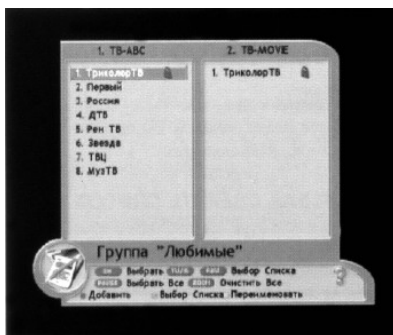 1. ТВ-ABC
2. ТВ-MOVIE
1. ТриколорТВ
2. Первый
3. Россия
4. ДТВ
5. Рен ТВ
6. Звезда
7. ТВЦ
8. МузТВ
1. ТриколорТВ
Группа "Любимые"
OK Выбрать Выбор Списка
PAUSE Выбрать Все Очистить Все
Добавить Выбор Списка Переименовать